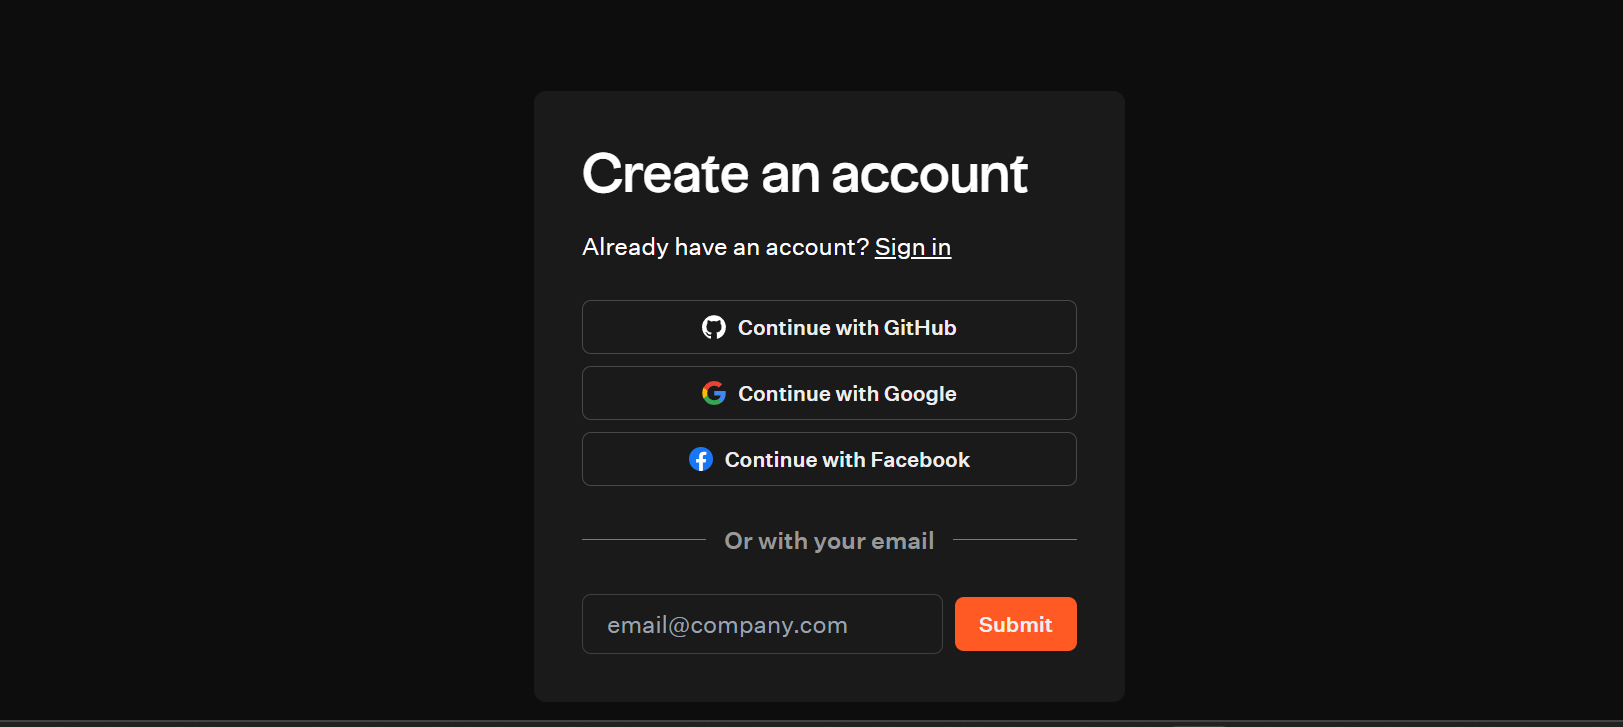 Create an account
Already have an account? Sign in
Continue with GitHub
Continue with Google
Continue with Facebook
Or with your email
email@company.com
Submit